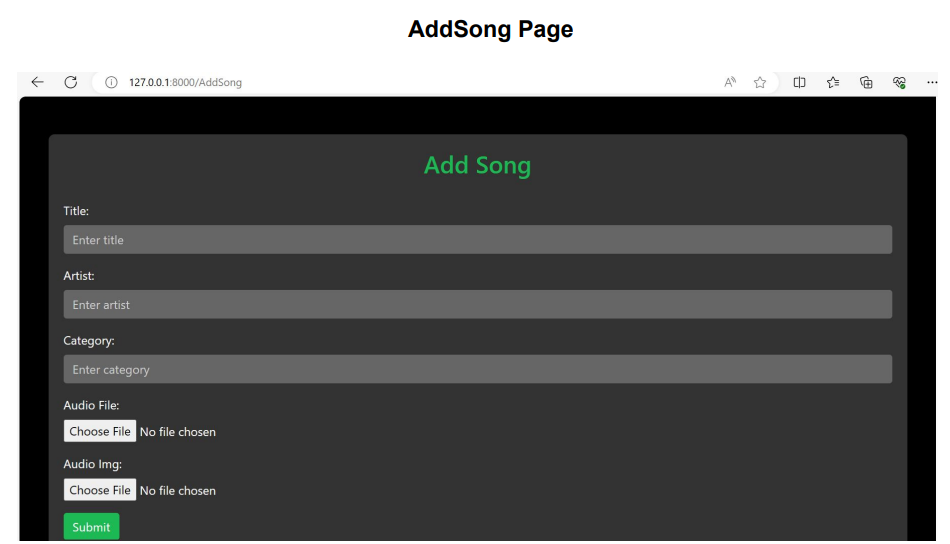 AddSong Page
127.0.0.1:8000/AddSong
Add Song
Title:
Enter title
Artist:
Enter artist
Category:
Enter category
Audio File:
Choose File No file chosen
Audio Img:
Choose File No file chosen
Submit